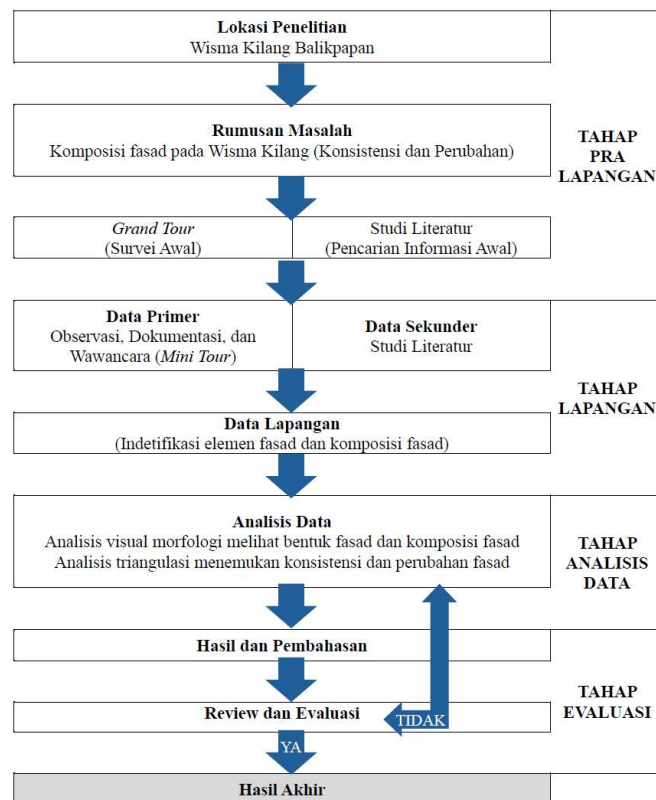 Lokasi Penelitian
Wisma Kilang Balikpapan
Rumusan Masalah
Komposisi fasad pada Wisma Kilang (Konsistensi dan Perubahan)
TAHAP
PRA
LAPANGAN
Grand Tour
(Survei Awal)
Studi Literatur
(Pencarian Informasi Awal)
Data Primer
Observasi, Dokumentasi, dan
Wawancara (Mini Tour)
Data Sekunder
Studi Literatur
TAHAP
LAPANGAN
Data Lapangan
(Indetifikasi elemen fasad dan komposisi fasad)
Analisis Data
Analisis visual morfologi melihat bentuk fasad dan komposisi fasad
Analisis triangulasi menemukan konsistensi dan perubahan fasad
TAHAP
ANALISIS
DATA
Hasil dan Pembahasan
Review dan Evaluasi
TIDAK
TAHAP
EVALUASI
YA
Hasil Akhir